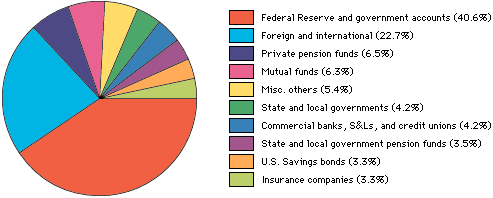 Federal Reserve and government accounts (40.6%)
Foreign and international (22.7%)
Private pension funds (6.5%)
Mutual funds (6.3%)
Misc. others (5.4%)
State and local governments (4.2%)
Commercial banks, S&Ls, and credit unions (4.2%)
State and local government pension funds (3.5%)
U.S. Savings bonds (3.3%)
Insurance companies (3.3%)